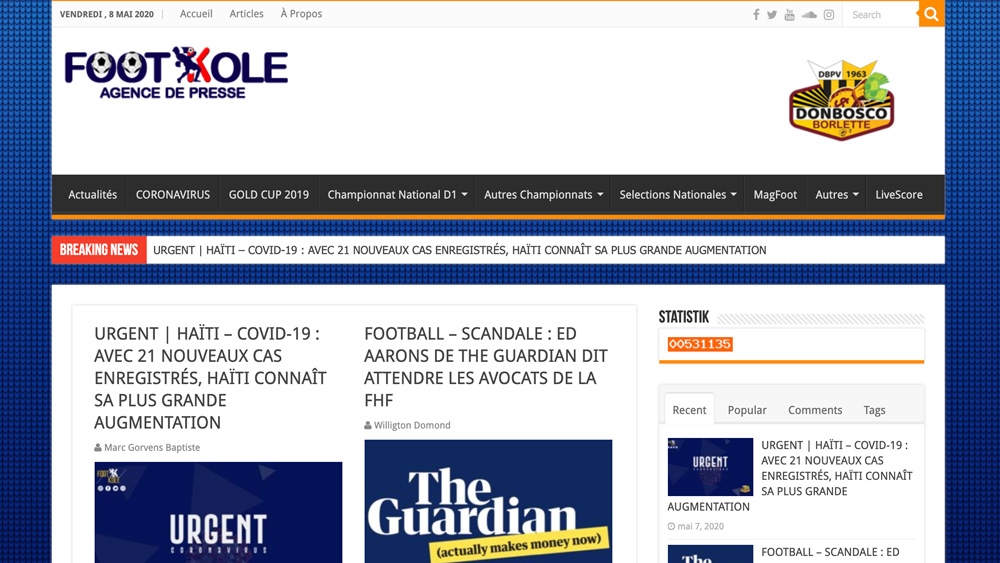 VENDREDI , 8 MAI 2020
Accueil
Articles
À Propos
Search
FOOT KOLE
AGENCE DE PRESSE
DBPV 1963
DONBOSCO
BORLETTE
Actualités
CORONAVIRUS
GOLD CUP 2019
Championnat National D1
Autres Championnats
Selections Nationales
MagFoot
Autres
LiveScore
BREAKING NEWS
URGENT | HAÏTI – COVID-19 : AVEC 21 NOUVEAUX CAS ENREGISTRÉS, HAÏTI CONNAÎT SA PLUS GRANDE AUGMENTATION
URGENT | HAÏTI – COVID-19 :
AVEC 21 NOUVEAUX CAS
ENREGISTRÉS, HAÏTI CONNAÎT
SA PLUS GRANDE
AUGMENTATION
Marc Gorvens Baptiste
FOOT KOLE
URGENT
CORONAVIRUS
FOOTBALL – SCANDALE : ED
AARONS DE THE GUARDIAN DIT
ATTENDRE LES AVOCATS DE LA
FHF
Willigton Domond
The
Guardian
(actually makes money now)
STATISTIK
00531135
Recent
Popular
Comments
Tags
URGENT
URGENT | HAÏTI – COVID-19 :
AVEC 21 NOUVEAUX CAS
ENREGISTRÉS, HAÏTI CONNAÎT
SA PLUS GRANDE
AUGMENTATION
mai 7, 2020
The
FOOTBALL – SCANDALE : ED